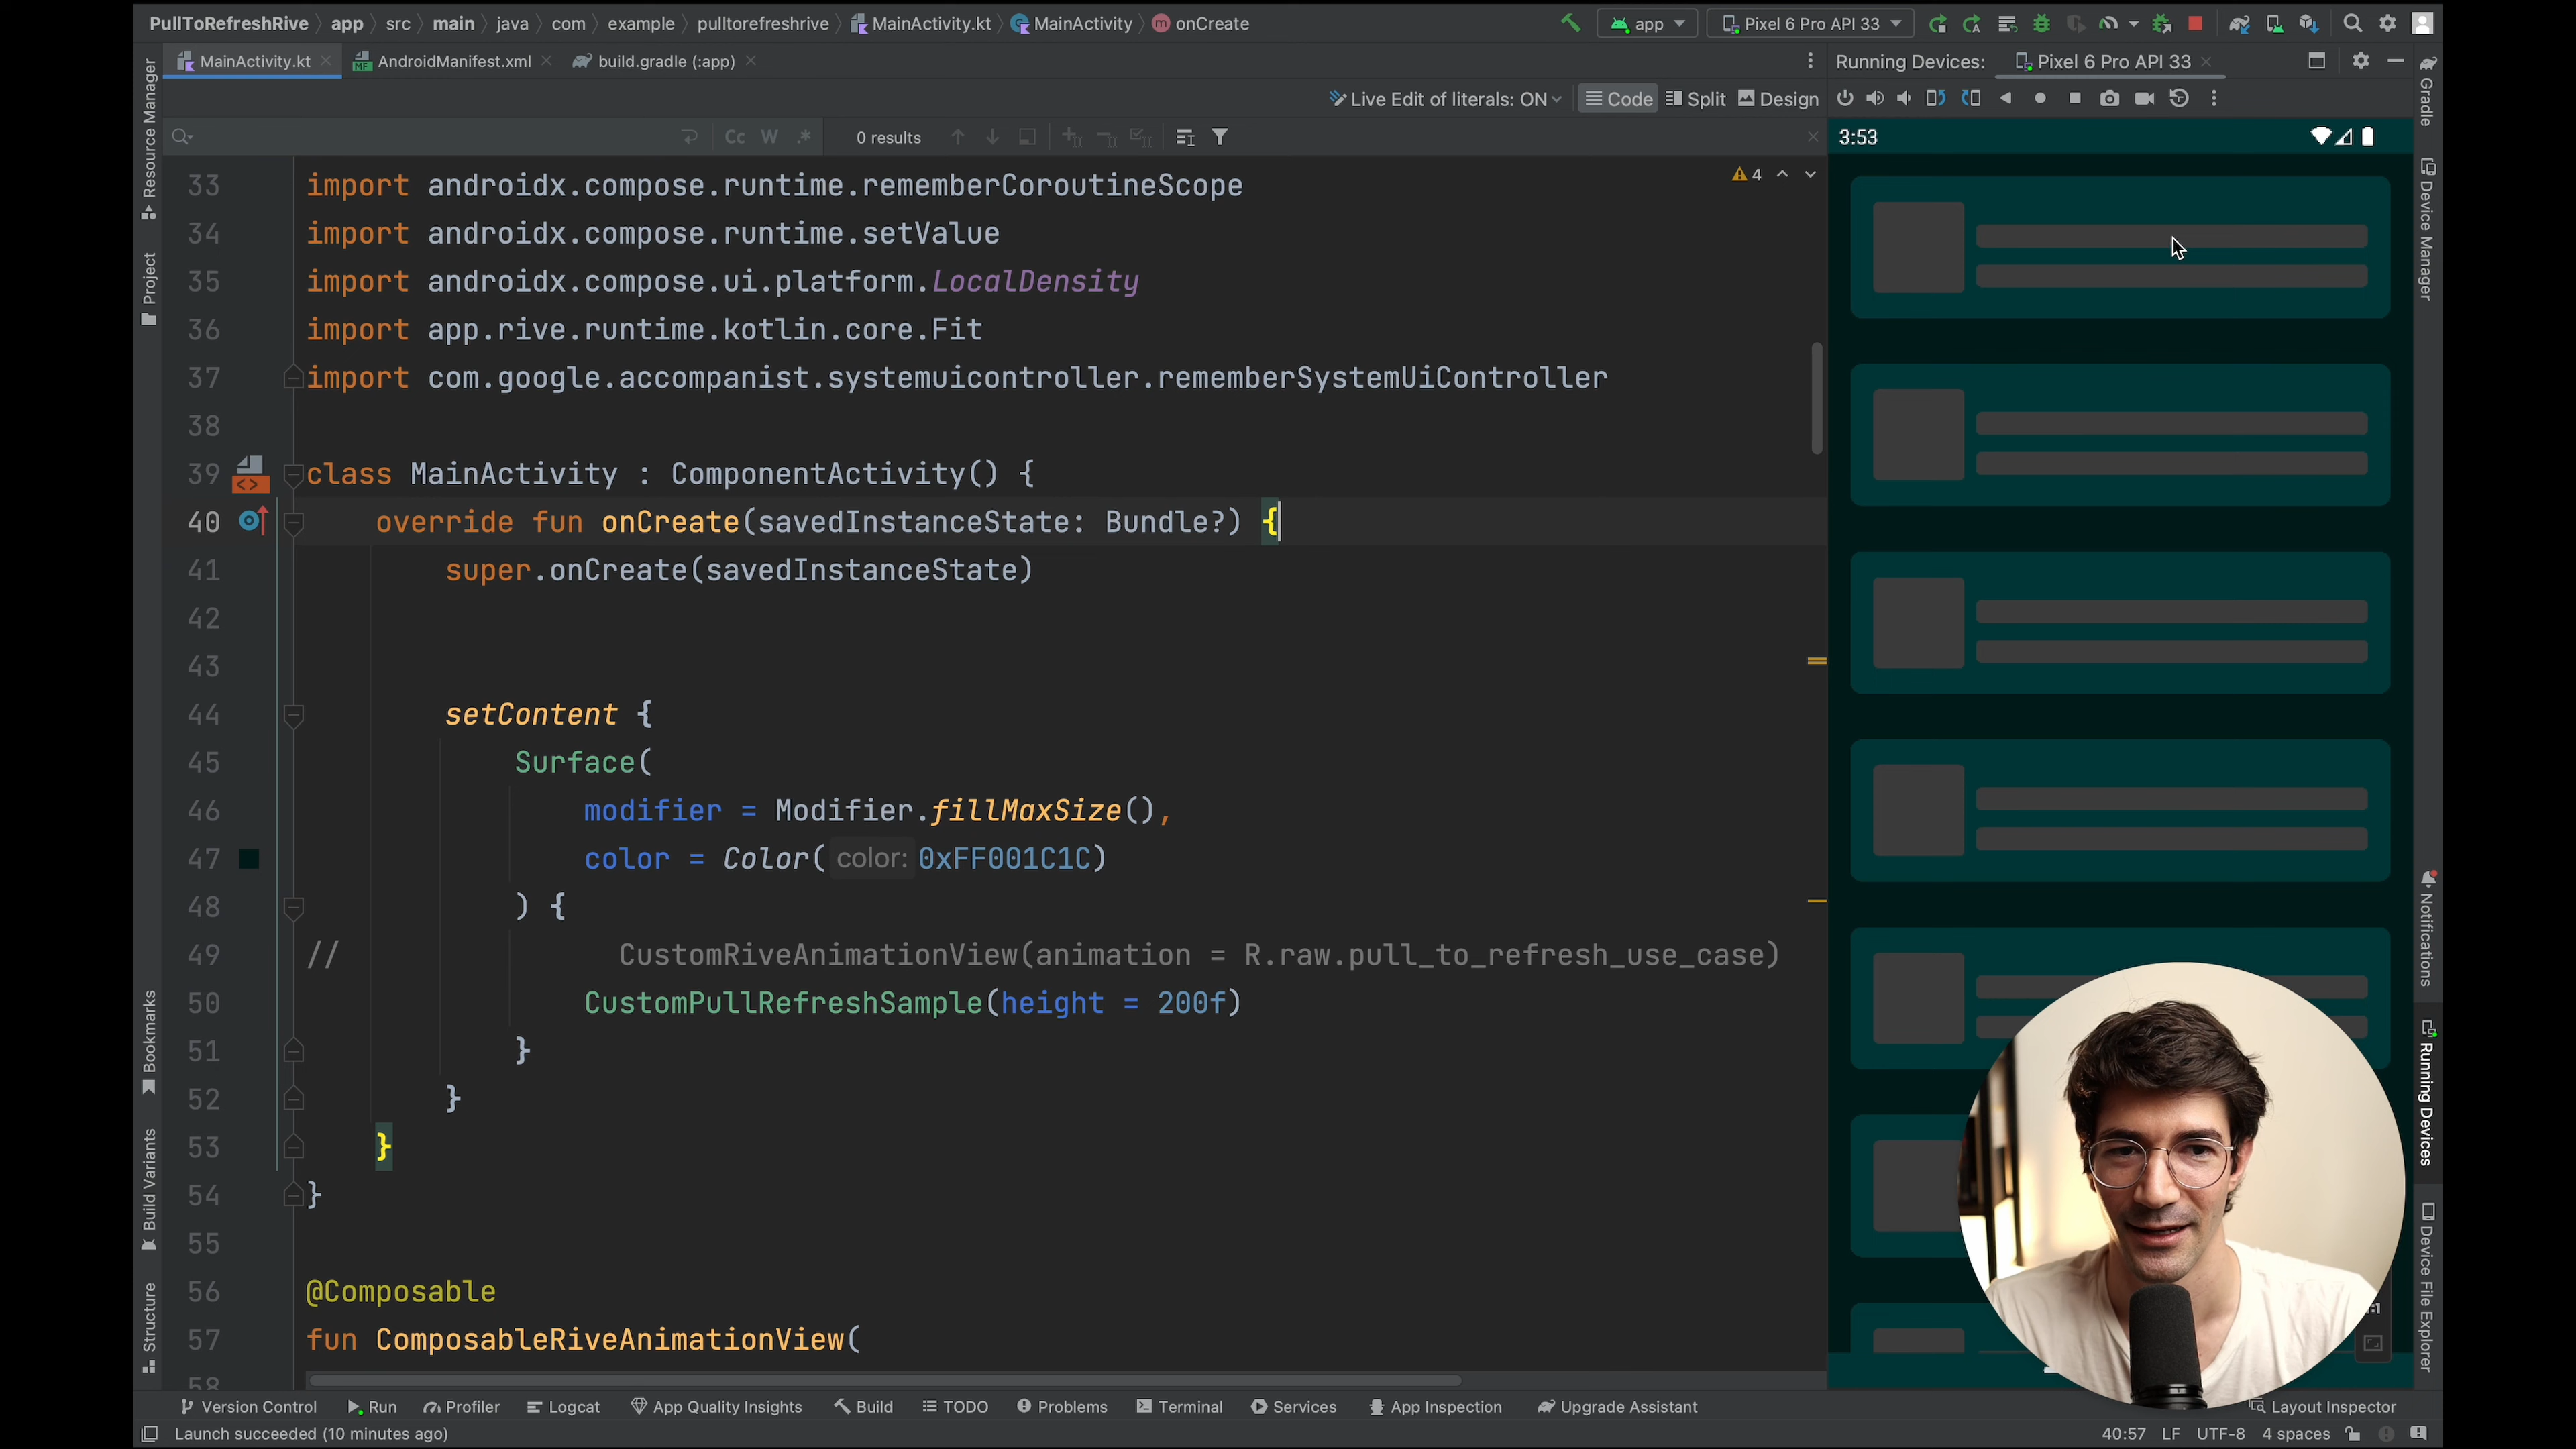 PullToRefreshRive app src main java com example pulltorefreshrive MainActivity.kt MainActivity onCreate
app Pixel 6 Pro API 33
MainActivity.kt AndroidManifest.xml build.gradle (:app)
Running Devices: Pixel 6 Pro API 33
Live Edit of literals: ON Code Split Design
Cc W .* 0 results
3:53
4
33 import androidx.compose.runtime.rememberCoroutineScope
34 import androidx.compose.runtime.setValue
35 import androidx.compose.ui.platform.LocalDensity
36 import app.rive.runtime.kotlin.core.Fit
37 import com.google.accompanist.systemuicontroller.rememberSystemUiController
38
39 class MainActivity : ComponentActivity() {
40 override fun onCreate(savedInstanceState: Bundle?) {
41 super.onCreate(savedInstanceState)
42
43
44 setContent {
45 Surface(
46 modifier = Modifier.fillMaxSize(),
47 color = Color( color: 0xFF001C1C)
48 ) {
49 // CustomRiveAnimationView(animation = R.raw.pull_to_refresh_use_case)
50 CustomPullRefreshSample(height = 200f)
51 }
52 }
53 }
54 }
55
56 @Composable
57 fun ComposableRiveAnimationView(
58
Resource Manager
Project
Bookmarks
Build Variants
Structure
Gradle
Device Manager
Notifications
Running Devices
Device File Explorer
Version Control Run Profiler Logcat App Quality Insights Build TODO Problems Terminal Services App Inspection Upgrade Assistant Layout Inspector
Launch succeeded (10 minutes ago) 40:57 LF UTF-8 4 spaces